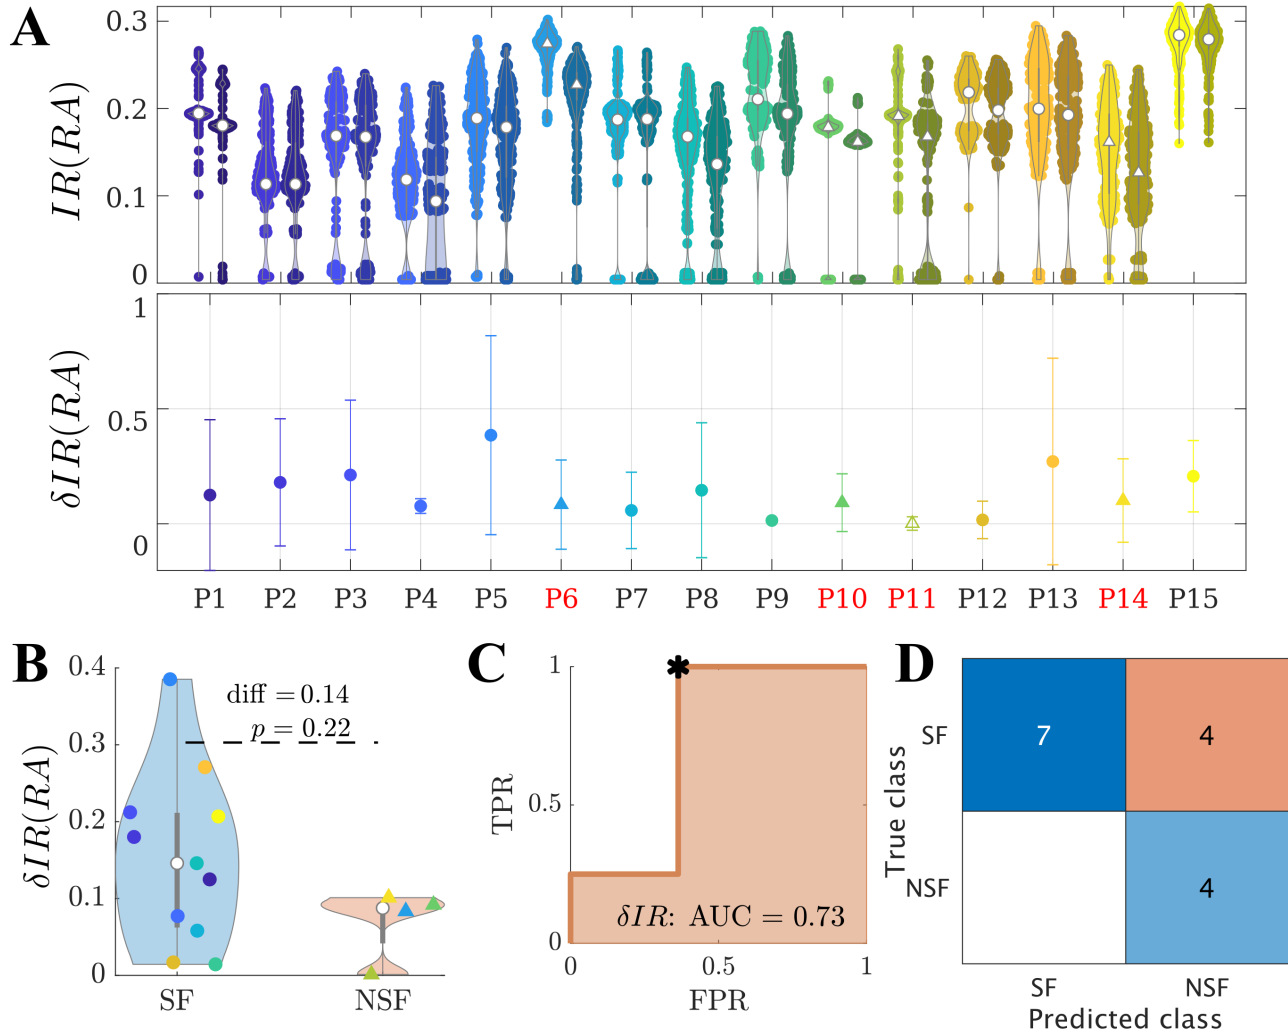 A
IR(RA)
0.3
0.2
0.1
0
δIR(RA)
1
0.5
0
P1 P2 P3 P4 P5 P6 P7 P8 P9 P10 P11 P12 P13 P14 P15
B
δIR(RA)
0.4
0.3
0.2
0.1
0
diff = 0.14
p = 0.22
SF NSF
C
TPR
1
0.5
0
δIR: AUC = 0.73
0 0.5 1
FPR
D
True class
SF 7 4
NSF 4
SF NSF
Predicted class